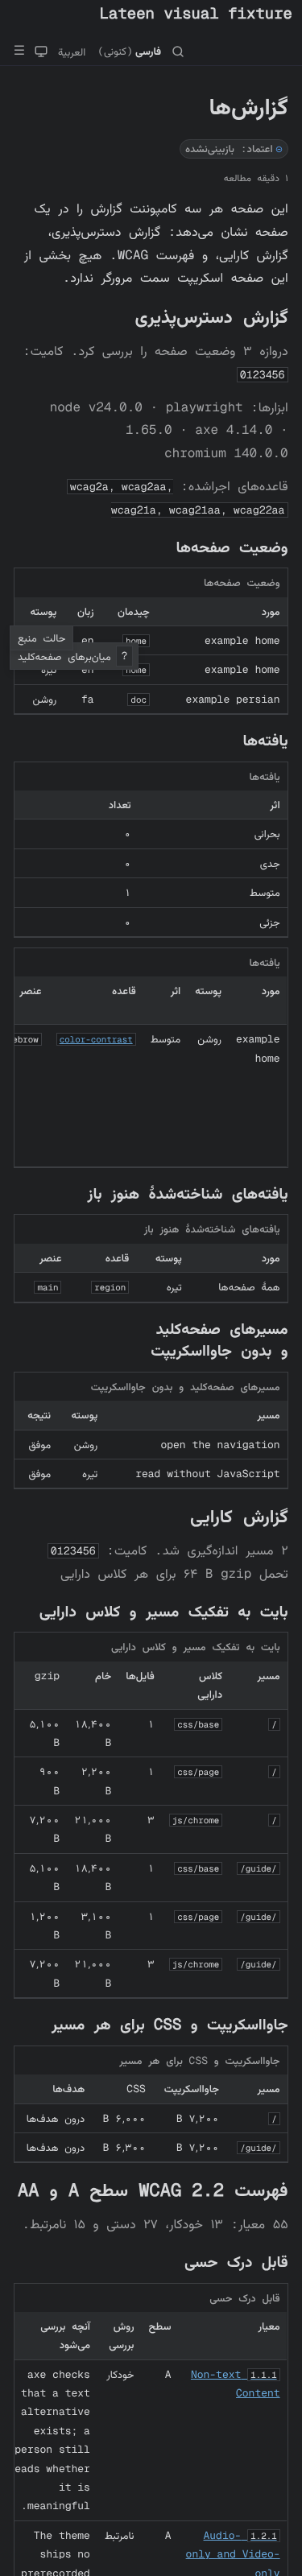 Lateen visual fixture
فارسی (کنونی) العربية
گزارش‌ها
اعتماد: بازبینی‌نشده
۱ دقیقه مطالعه
این صفحه هر سه کامپوننت گزارش را در یک
صفحه نشان می‌دهد: گزارش دسترس‌پذیری،
گزارش کارایی، و فهرست WCAG. هیچ بخشی از
این صفحه اسکریپت سمت مرورگر ندارد.
گزارش دسترس‌پذیری
دروازه ۳ وضعیت صفحه را بررسی کرد. کامیت:
0123456
ابزارها: node v24.0.0 · playwright
1.65.0 · axe 4.14.0 ·
chromium 140.0.0
قاعده‌های اجراشده: wcag2a, wcag2aa,
wcag21a, wcag21aa, wcag22aa
وضعیت صفحه‌ها
وضعیت صفحه‌ها
مورد چیدمان زبان پوسته
example home home en
حالت منبع
example home home en تیره
? میان‌برهای صفحه‌کلید
example persian doc fa روشن
یافته‌ها
یافته‌ها
اثر تعداد
بحرانی ۰
جدی ۰
متوسط ۱
جزئی ۰
یافته‌ها
مورد پوسته اثر قاعده عنصر
example home روشن متوسط color-contrast
یافته‌های شناخته‌شدهٔ هنوز باز
یافته‌های شناخته‌شدهٔ هنوز باز
مورد پوسته قاعده عنصر
همهٔ صفحه‌ها تیره region main
مسیرهای صفحه‌کلید
و بدون جاوااسکریپت
مسیرهای صفحه‌کلید و بدون جاوااسکریپت
مسیر پوسته نتیجه
open the navigation روشن موفق
read without JavaScript تیره موفق
گزارش کارایی
۲ مسیر اندازه‌گیری شد. کامیت: 0123456
تحمل ۶۴ B gzip برای هر کلاس دارایی
بایت به تفکیک مسیر و کلاس دارایی
بایت به تفکیک مسیر و کلاس دارایی
مسیر کلاس دارایی فایل‌ها خام gzip
/ css/base ۱ ۱۸,۴۰۰ B ۵,۱۰۰ B
/ css/page ۱ ۲,۲۰۰ B ۹۰۰ B
/ js/chrome ۳ ۲۱,۰۰۰ B ۷,۲۰۰ B
/guide/ css/base ۱ ۱۸,۴۰۰ B ۵,۱۰۰ B
/guide/ css/page ۱ ۳,۱۰۰ B ۱,۲۰۰ B
/guide/ js/chrome ۳ ۲۱,۰۰۰ B ۷,۲۰۰ B
جاوااسکریپت و CSS برای هر مسیر
جاوااسکریپت و CSS برای هر مسیر
مسیر جاوااسکریپت CSS هدف‌ها
/ ۷,۲۰۰ B ۶,۰۰۰ B درون هدف‌ها
/guide/ ۷,۲۰۰ B ۶,۳۰۰ B درون هدف‌ها
فهرست WCAG 2.2 سطح A و AA
۵۵ معیار: ۱۳ خودکار، ۲۷ دستی و ۱۵ نامرتبط.
قابل درک حسی
قابل درک حسی
معیار سطح روش بررسی آنچه بررسی می‌شود
1.1.1 Non-text Content A خودکار axe checks that a text alternative exists; a person still reads whether it is meaningful.
1.2.1 Audio-only and Video-only A نامرتبط The theme ships no prerecorded